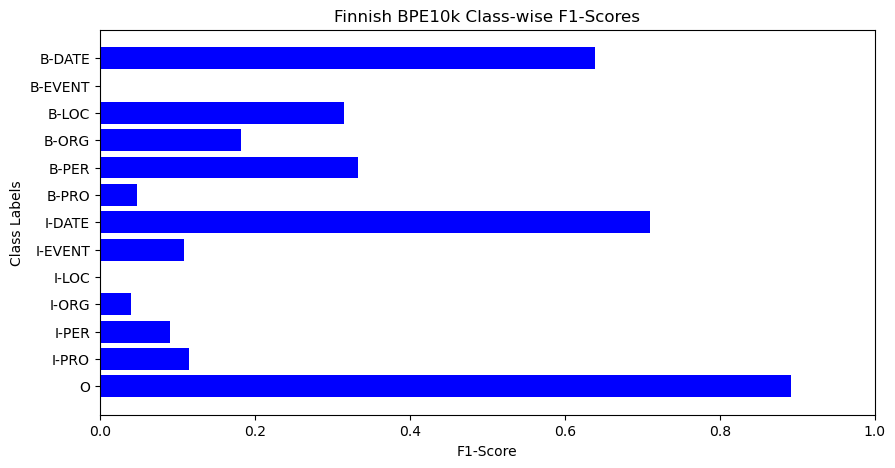 Finnish BPE10k Class-wise F1-Scores
Class Labels
B-DATE
B-EVENT
B-LOC
B-ORG
B-PER
B-PRO
I-DATE
I-EVENT
I-LOC
I-ORG
I-PER
I-PRO
O
0.0 0.2 0.4 0.6 0.8 1.0
F1-Score